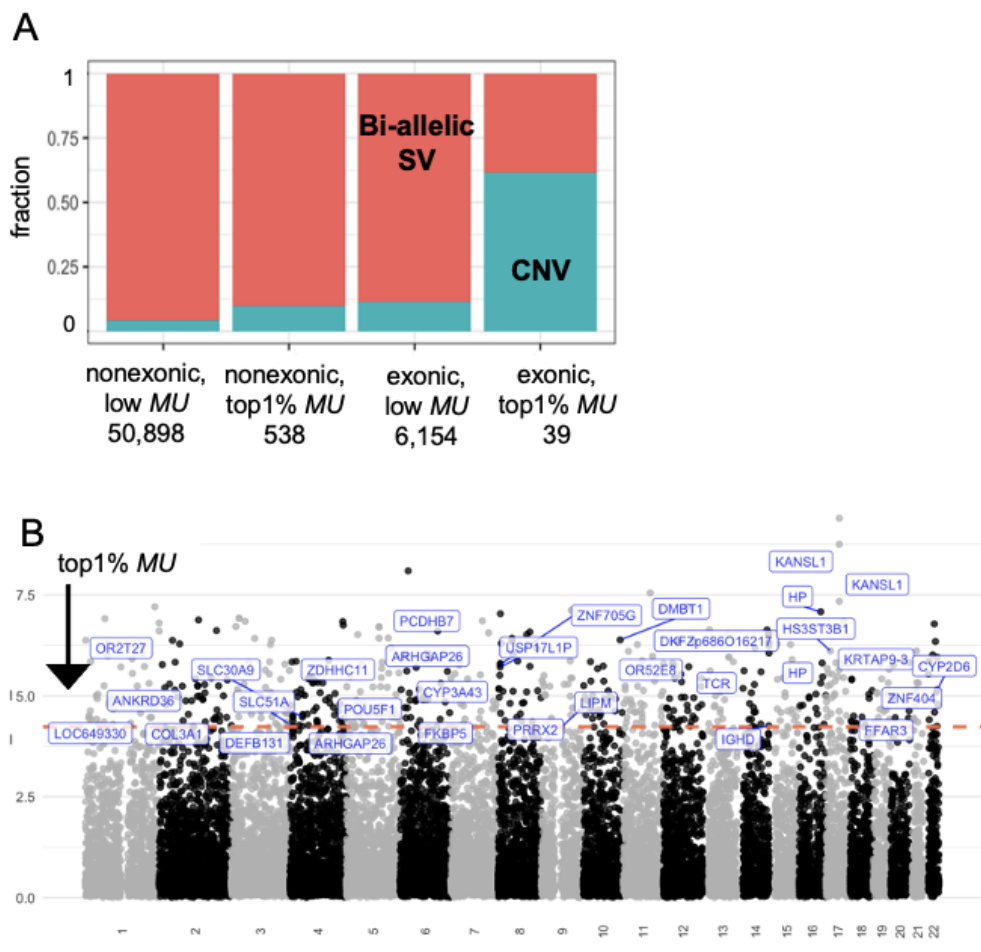 A
1
0.75
0.50
0.25
0
fraction
Bi-allelic
SV
CNV
nonexonic,
low MU
50,898
nonexonic,
top1% MU
538
exonic,
low MU
6,154
exonic,
top1% MU
39
B
top1% MU
7.5
5.0
2.5
0.0
KANSL1
HP
KANSL1
PCDHB7
ZNF705G
DMBT1
HS3ST3B1
OR2T27
ARHGAP26
USP17L1P
DKFZp686O16217
KRTAP9-3
CYP2D6
SLC30A9
ZDHHC11
OR52E8
HP
TCR
ANKRD36
SLC51A
CYP3A43
POU5F1
LIPM
ZNF404
LOC649330
COL3A1
DEFB131
ARHGAP26
FKBP5
PRRX2
IGHD
FFAR3
1 2 3 4 5 6 7 8 9 10 11 12 13 14 15 16 17 18 19 20 21 22